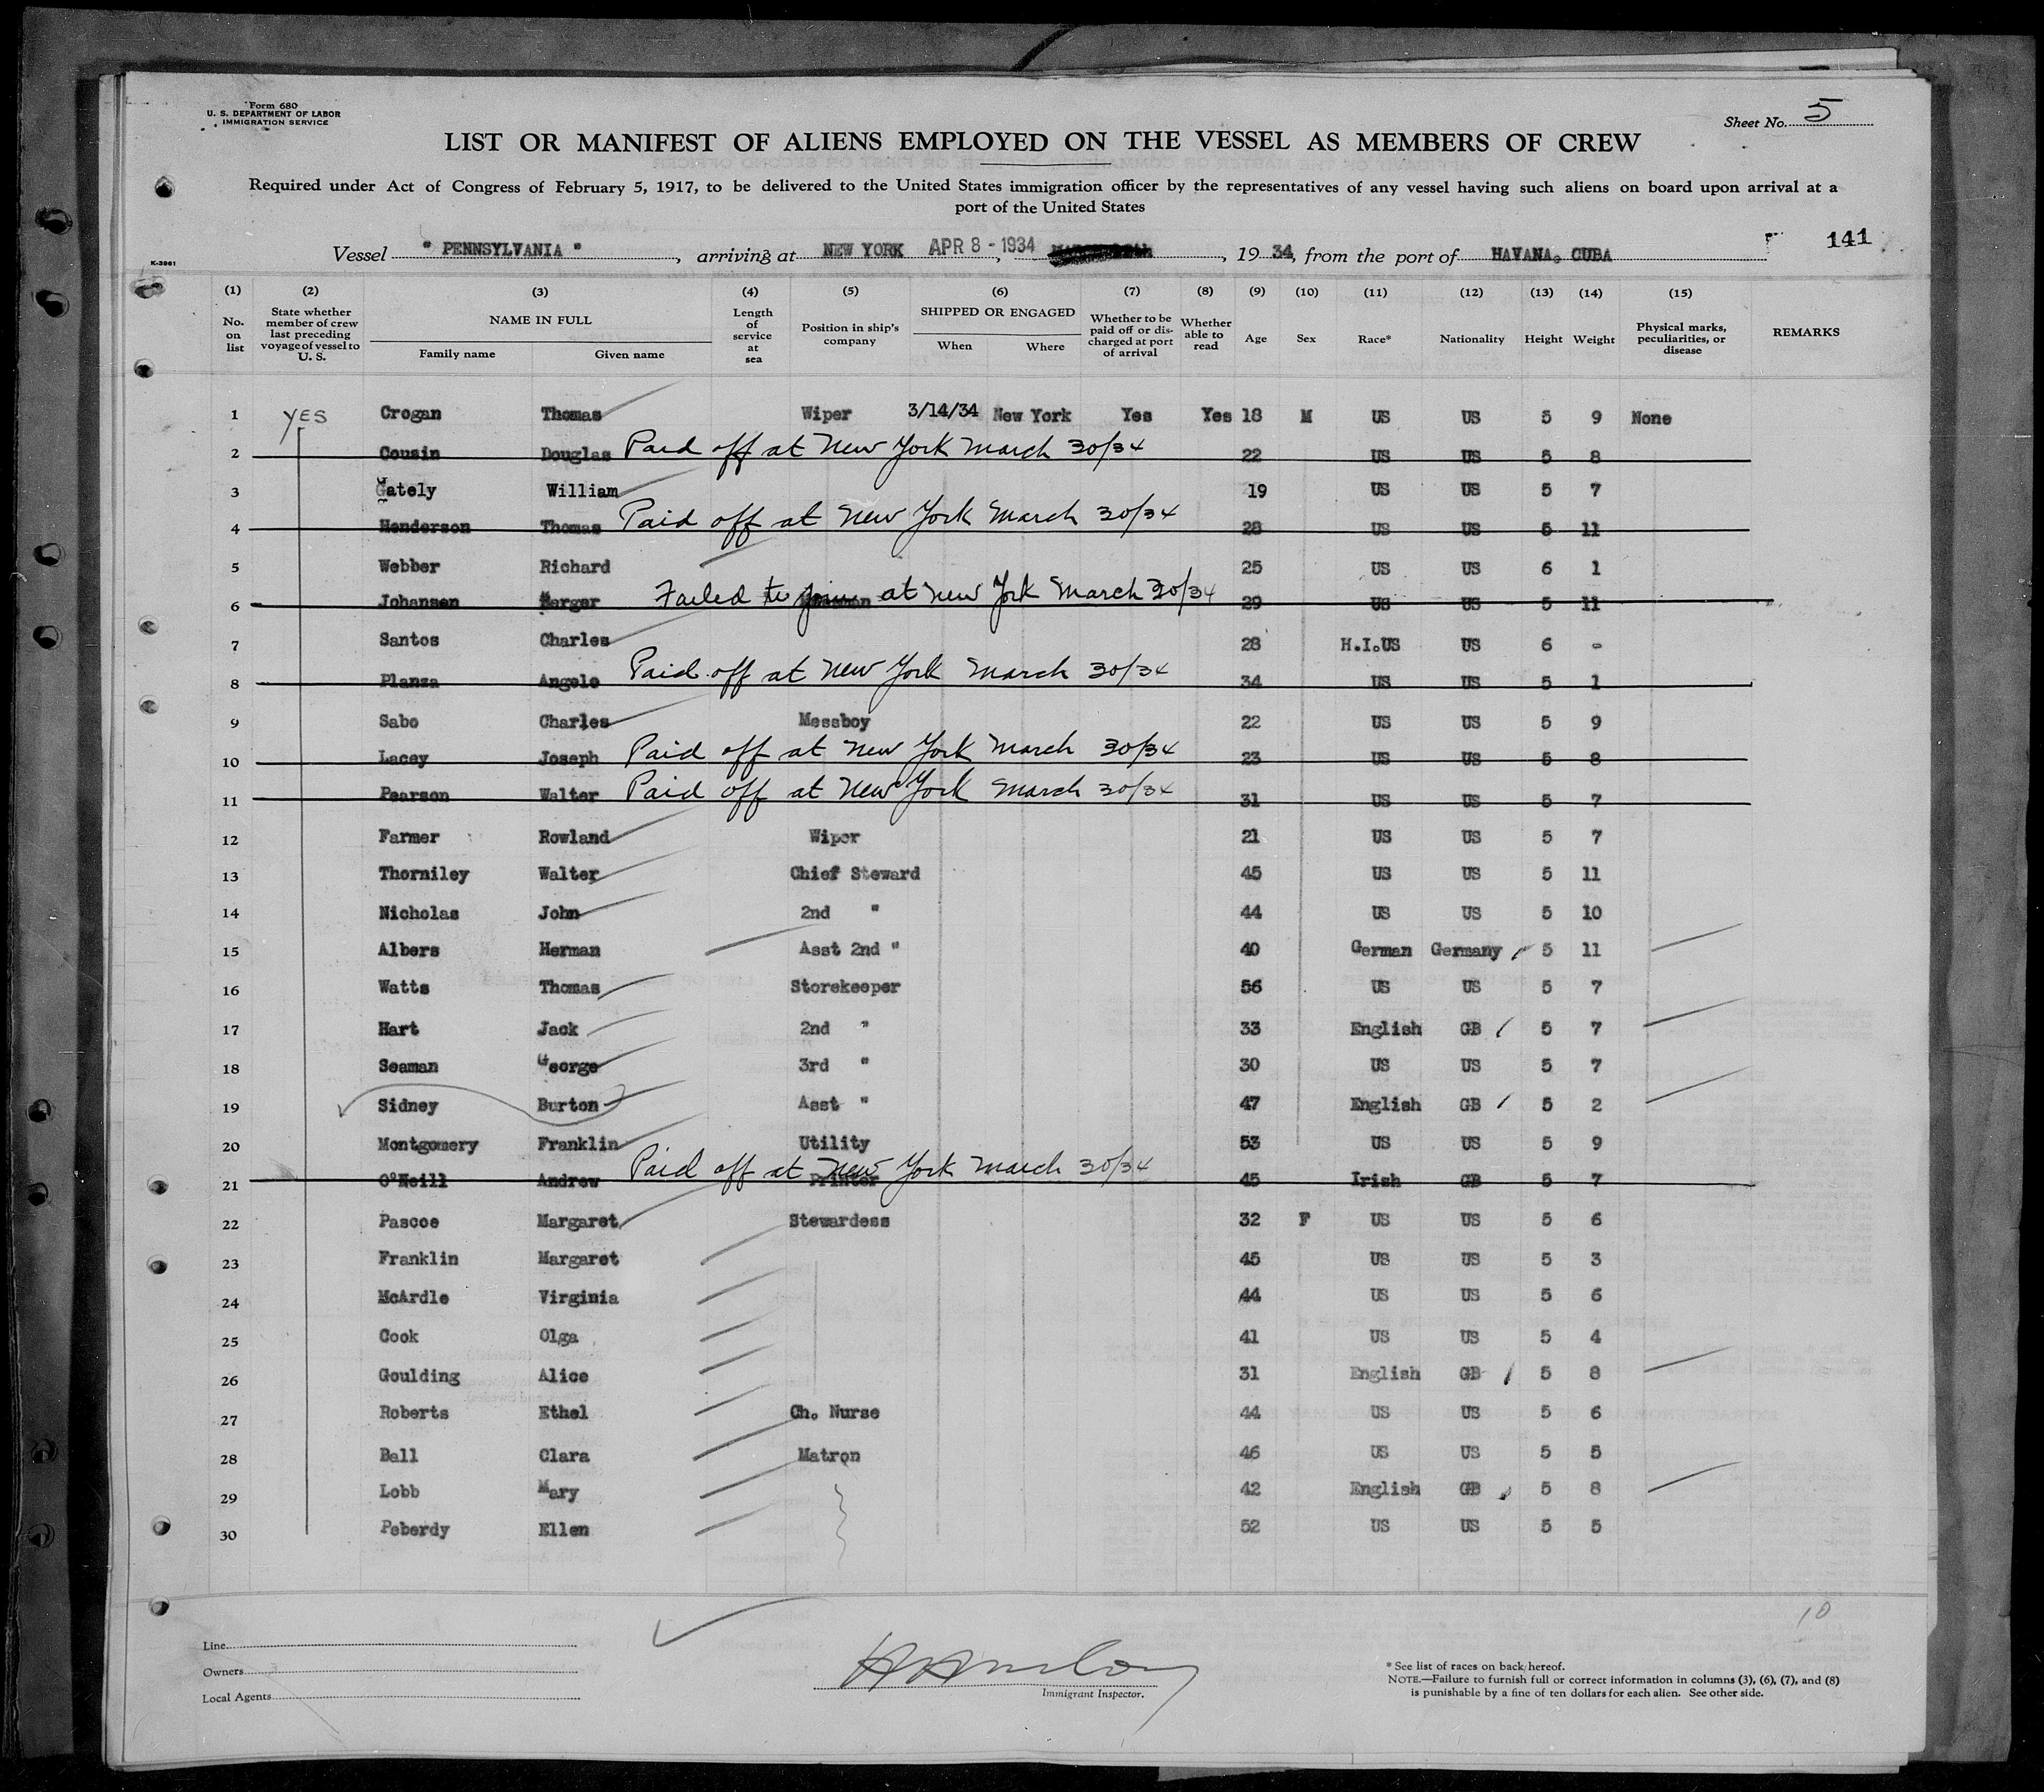 Form 680
U. S. DEPARTMENT OF LABOR
IMMIGRATION SERVICE
Sheet No. 5
LIST OR MANIFEST OF ALIENS EMPLOYED ON THE VESSEL AS MEMBERS OF CREW
Required under Act of Congress of February 5, 1917, to be delivered to the United States immigration officer by the representatives of any vessel having such aliens on board upon arrival at a
port of the United States
Vessel " PENNSYLVANIA ", arriving at NEW YORK APR 8 - 1934, 1934, from the port of HAVANA, CUBA 141
K-3961
(1) (2) (3) (4) (5) (6) (7) (8) (9) (10) (11) (12) (13) (14) (15)
No. on list State whether member of crew last preceding voyage of vessel to U. S. NAME IN FULL Family name Given name Length of service at sea Position in ship's company SHIPPED OR ENGAGED When Where Whether to be paid off or discharged at port of arrival Whether able to read Age Sex Race* Nationality Height Weight Physical marks, peculiarities, or disease REMARKS
1 YES Crogan Thomas Wiper 3/14/34 New York Yes Yes 18 M US US 5 9 None
2 Cousin Douglas Paid off at New York March 30/34 22 US US 5 8
3 Gately William 19 US US 5 7
4 Henderson Thomas Paid off at New York March 30/34 28 US US 5 11
5 Webber Richard 25 US US 6 1
6 Johansen Failed to join at New York March 30/34 29 US US 5 11
7 Santos Charles 28 H.I.US US 6 -
8 Planza Angelo Paid off at New York March 30/34 34 US US 5 1
9 Sabo Charles Messboy 22 US US 5 9
10 Lacey Joseph Paid off at New York March 30/34 23 US US 5 8
11 Pearson Walter Paid off at New York March 30/34 31 US US 5 7
12 Farmer Rowland Wiper 21 US US 5 7
13 Thorniley Walter Chief Steward 45 US US 5 11
14 Nicholas John 2nd " 44 US US 5 10
15 Albers Herman Asst 2nd " 40 German Germany 5 11
16 Watts Thomas Storekeeper 56 US US 5 7
17 Hart Jack 2nd " 33 English GB 5 7
18 Seaman George 3rd " 30 US US 5 7
19 Sidney Burton Asst " 47 English GB 5 2
20 Montgomery Franklin Utility 53 US US 5 9
21 O'Neill Andrew Printer Paid off at New York March 30/34 45 Irish GB 5 7
22 Pascoe Margaret Stewardess 32 F US US 5 6
23 Franklin Margaret 45 US US 5 3
24 McArdle Virginia 44 US US 5 6
25 Cook Olga 41 US US 5 4
26 Goulding Alice 31 English GB 5 8
27 Roberts Ethel Ch. Nurse 44 US US 5 6
28 Bell Clara Matron 46 US US 5 5
29 Lobb Mary 42 English GB 5 8
30 Peberdy Ellen 52 US US 5 5
10
Line
Owners
Local Agents
Immigrant Inspector.
* See list of races on back hereof.
NOTE.—Failure to furnish full or correct information in columns (3), (6), (7), and (8)
is punishable by a fine of ten dollars for each alien. See other side.